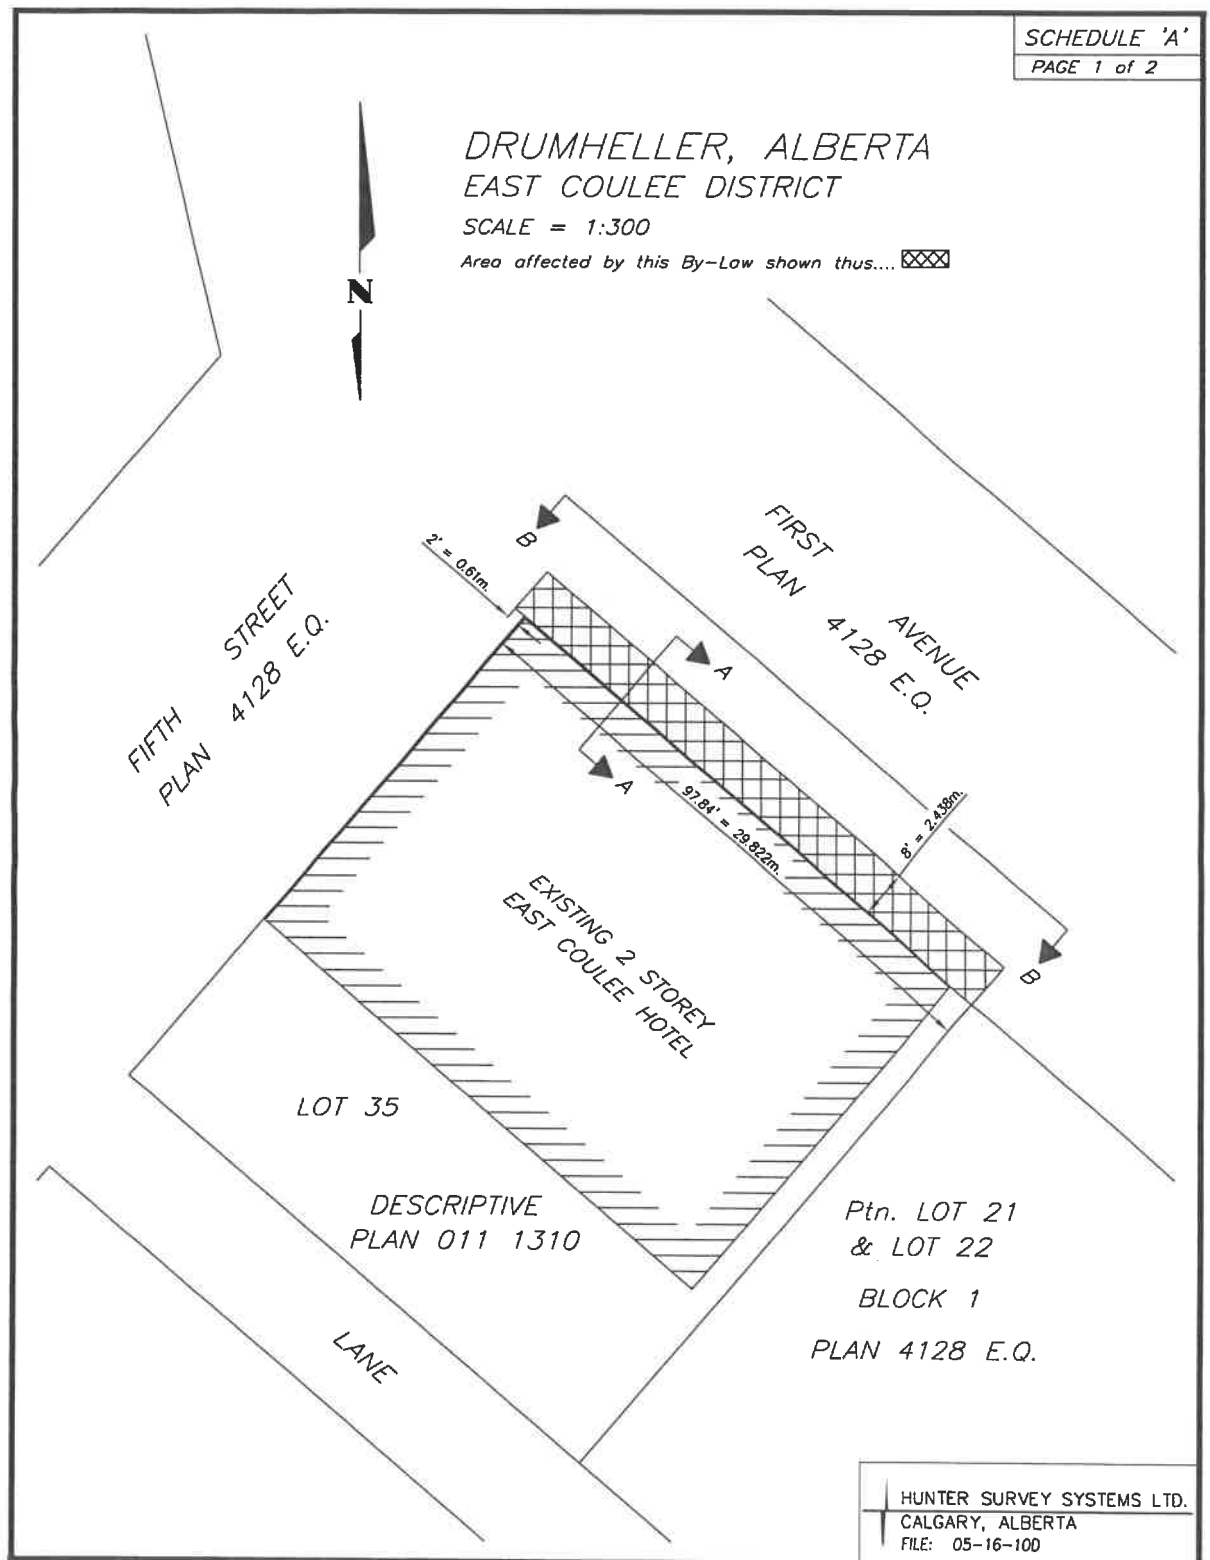 SCHEDULE 'A'
PAGE 1 of 2
DRUMHELLER, ALBERTA
EAST COULEE DISTRICT
SCALE = 1:300
Area affected by this By-Law shown thus....
N
B
FIRST AVENUE
PLAN 4128 E.Q.
2' = 0.61m.
FIFTH STREET
PLAN 4128 E.Q.
A
A
97.84' = 29.822m.
8' = 2.438m.
B
EXISTING 2 STOREY
EAST COULEE HOTEL
LOT 35
DESCRIPTIVE
PLAN 011 1310
LANE
Ptn. LOT 21
& LOT 22
BLOCK 1
PLAN 4128 E.Q.
HUNTER SURVEY SYSTEMS LTD.
CALGARY, ALBERTA
FILE: 05-16-100